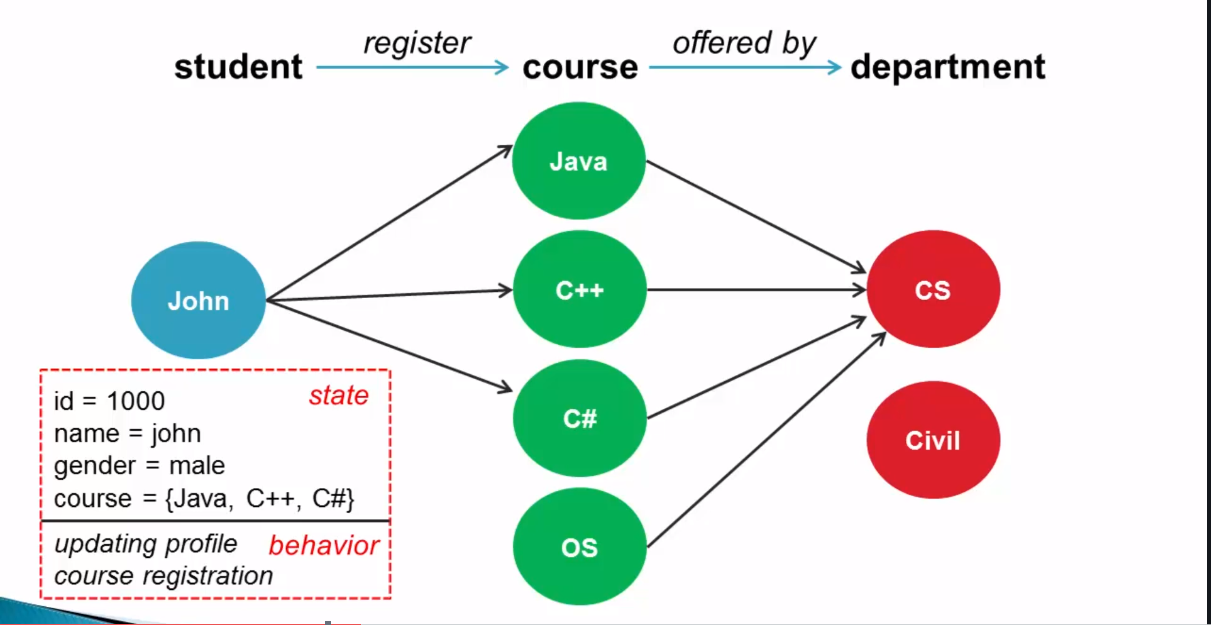 register
offered by
student
course
department
Java
C++
CS
John
C#
Civil
OS
id = 1000
state
name = john
gender = male
course = {Java, C++, C#}
updating profile
behavior
course registration